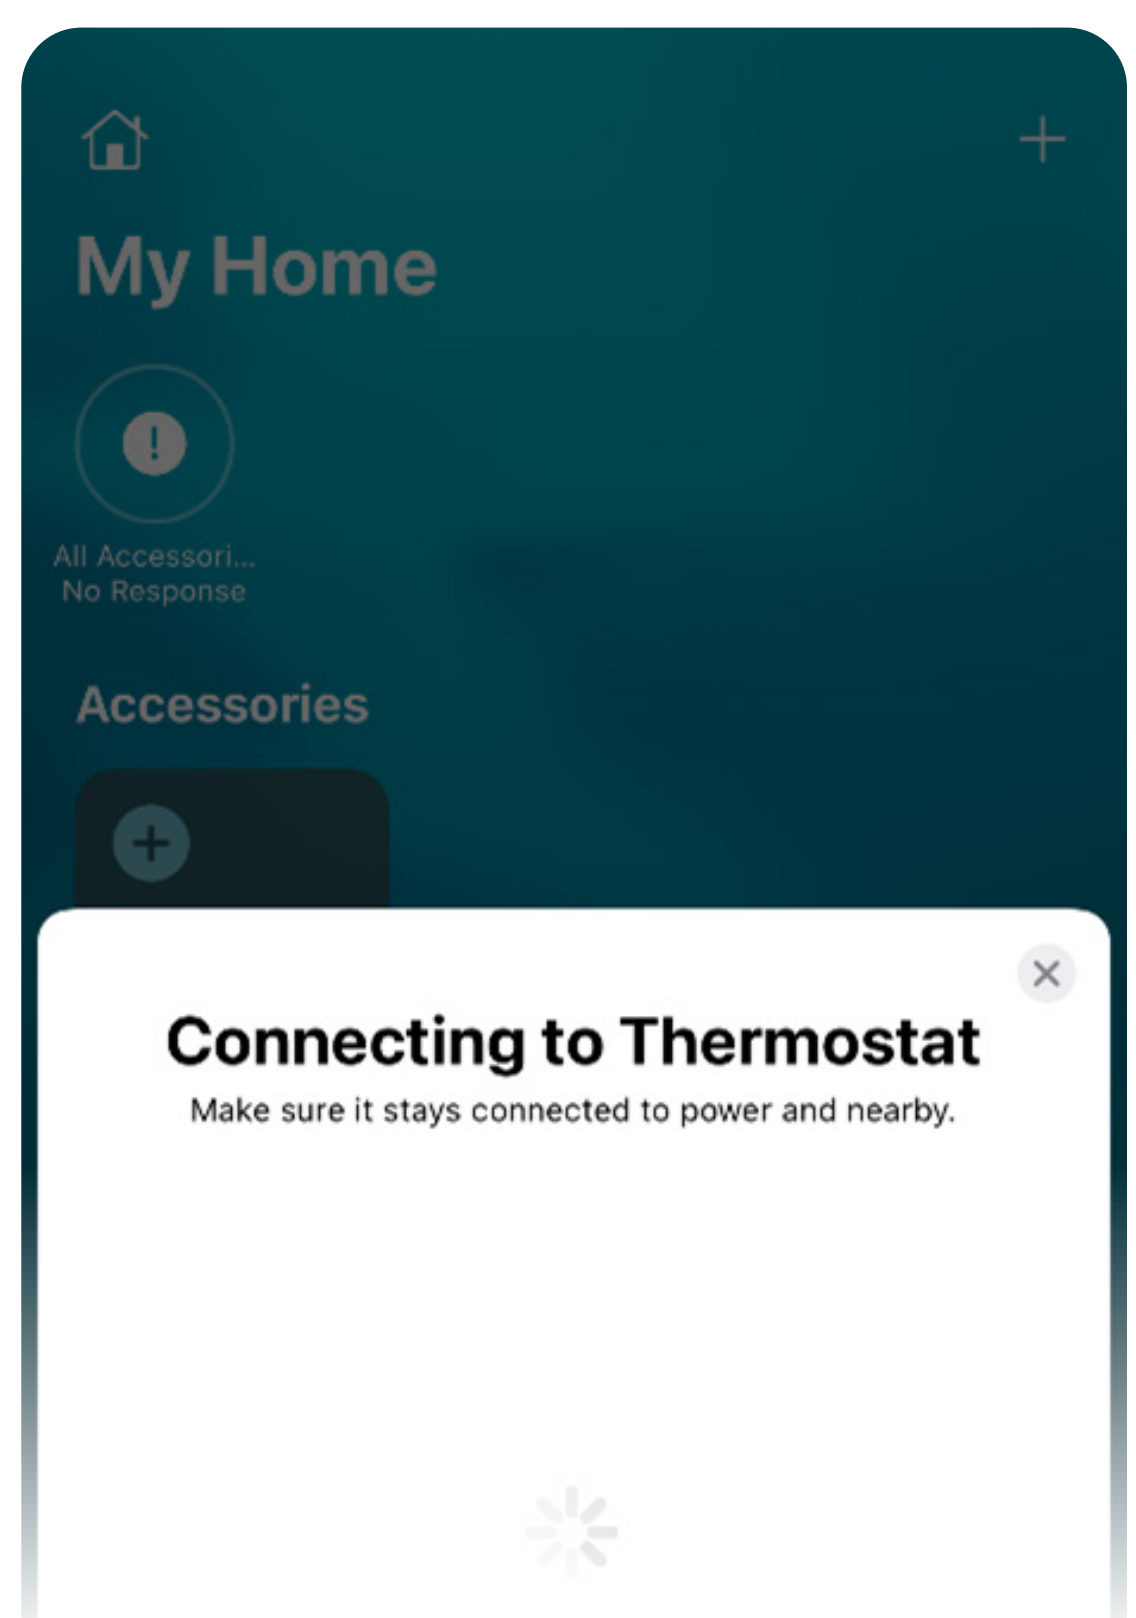 My Home
All Accessori...
No Response
Accessories
Connecting to Thermostat
Make sure it stays connected to power and nearby.